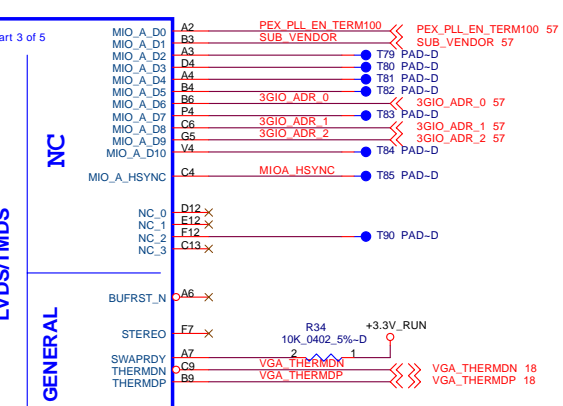 art 3 of 5
MIO_A_D0 A2 PEX_PLL_EN_TERM100 PEX_PLL_EN_TERM100 57
MIO_A_D1 B3 SUB_VENDOR SUB_VENDOR 57
MIO_A_D2 A3 T79 PAD~D
MIO_A_D3 D4 T80 PAD~D
MIO_A_D4 A4 T81 PAD~D
MIO_A_D5 B4 T82 PAD~D
MIO_A_D6 B6 3GIO_ADR_0 3GIO_ADR_0 57
MIO_A_D7 P4 T83 PAD~D
MIO_A_D8 C6 3GIO_ADR_1 3GIO_ADR_1 57
MIO_A_D9 G5 3GIO_ADR_2 3GIO_ADR_2 57
MIO_A_D10 V4 T84 PAD~D
NC
MIO_A_HSYNC C4 MIOA_HSYNC T85 PAD~D
NC_0 D12
NC_1 E12
NC_2 F12 T90 PAD~D
NC_3 C13
LVDS/TMDS
BUFRST_N A6
STEREO F7
R34
10K_0402_5%~D
+3.3V_RUN
SWAPRDY A7 2 1
THERMDN C9 VGA_THERMDN VGA_THERMDN 18
THERMDP B9 VGA_THERMDP VGA_THERMDP 18
GENERAL